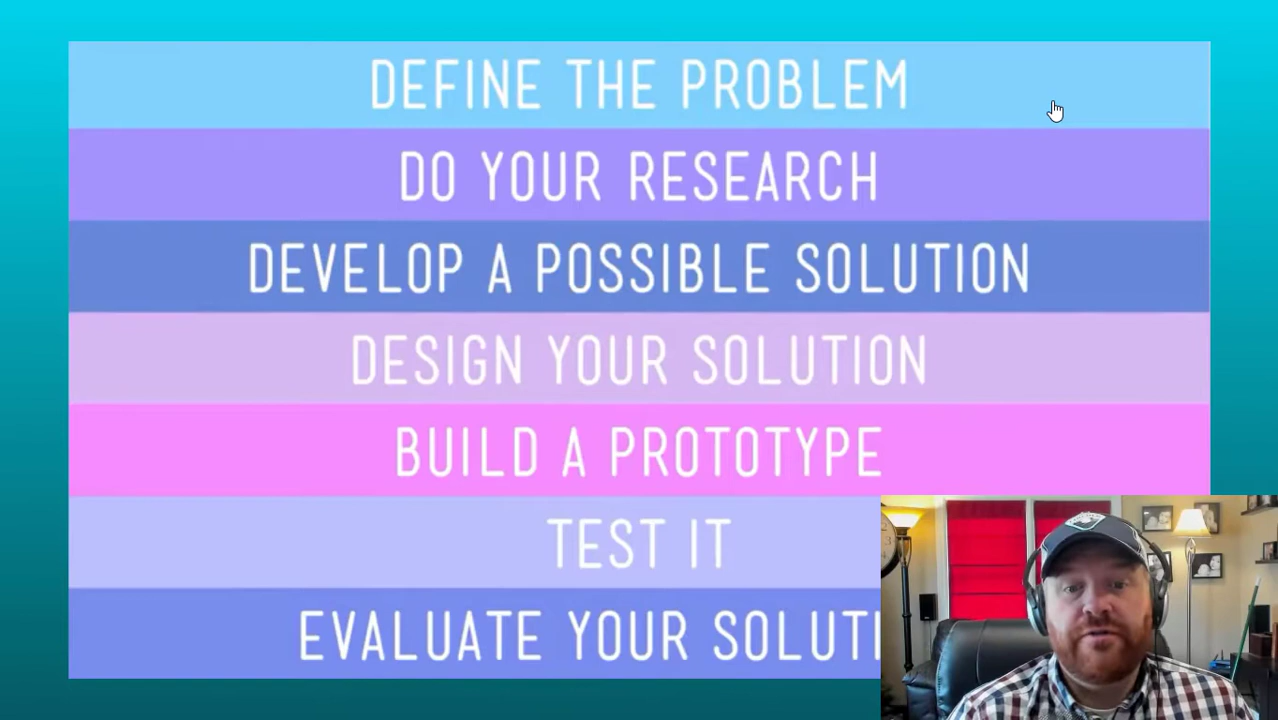 DEFINE THE PROBLEM
DO YOUR RESEARCH
DEVELOP A POSSIBLE SOLUTION
DESIGN YOUR SOLUTION
BUILD A PROTOTYPE
TEST IT
EVALUATE YOUR SOLUTI